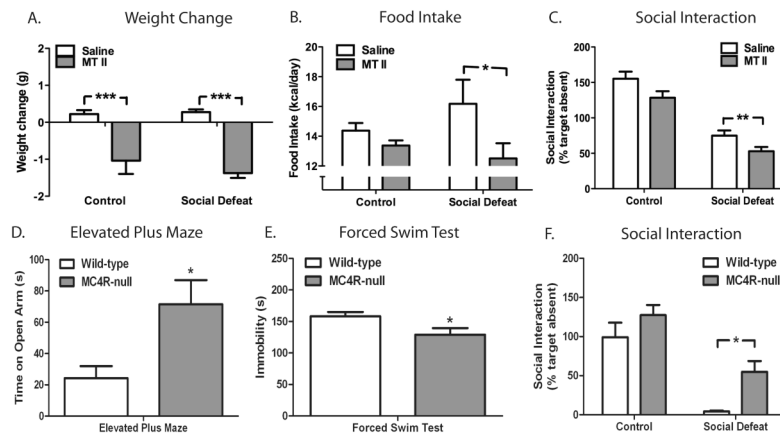 A. Weight Change
Saline
MT II
***
***
Weight change (g)
2
1
0
-1
-2
Control
Social Defeat
B. Food Intake
Saline
MT II
*
Food Intake (kcal/day)
20
18
16
14
12
Control
Social Defeat
C. Social Interaction
Saline
MT II
**
Social Interaction
(% target absent)
200
150
100
50
0
Control
Social Defeat
D. Elevated Plus Maze
Wild-type
MC4R-null
*
Time on Open Arm (s)
100
80
60
40
20
0
Elevated Plus Maze
E. Forced Swim Test
Wild-type
MC4R-null
*
Immobility (s)
250
200
150
100
50
0
Forced Swim Test
F. Social Interaction
Wild-type
MC4R-null
*
Social Interaction
(% target absent)
200
150
100
50
0
Control
Social Defeat